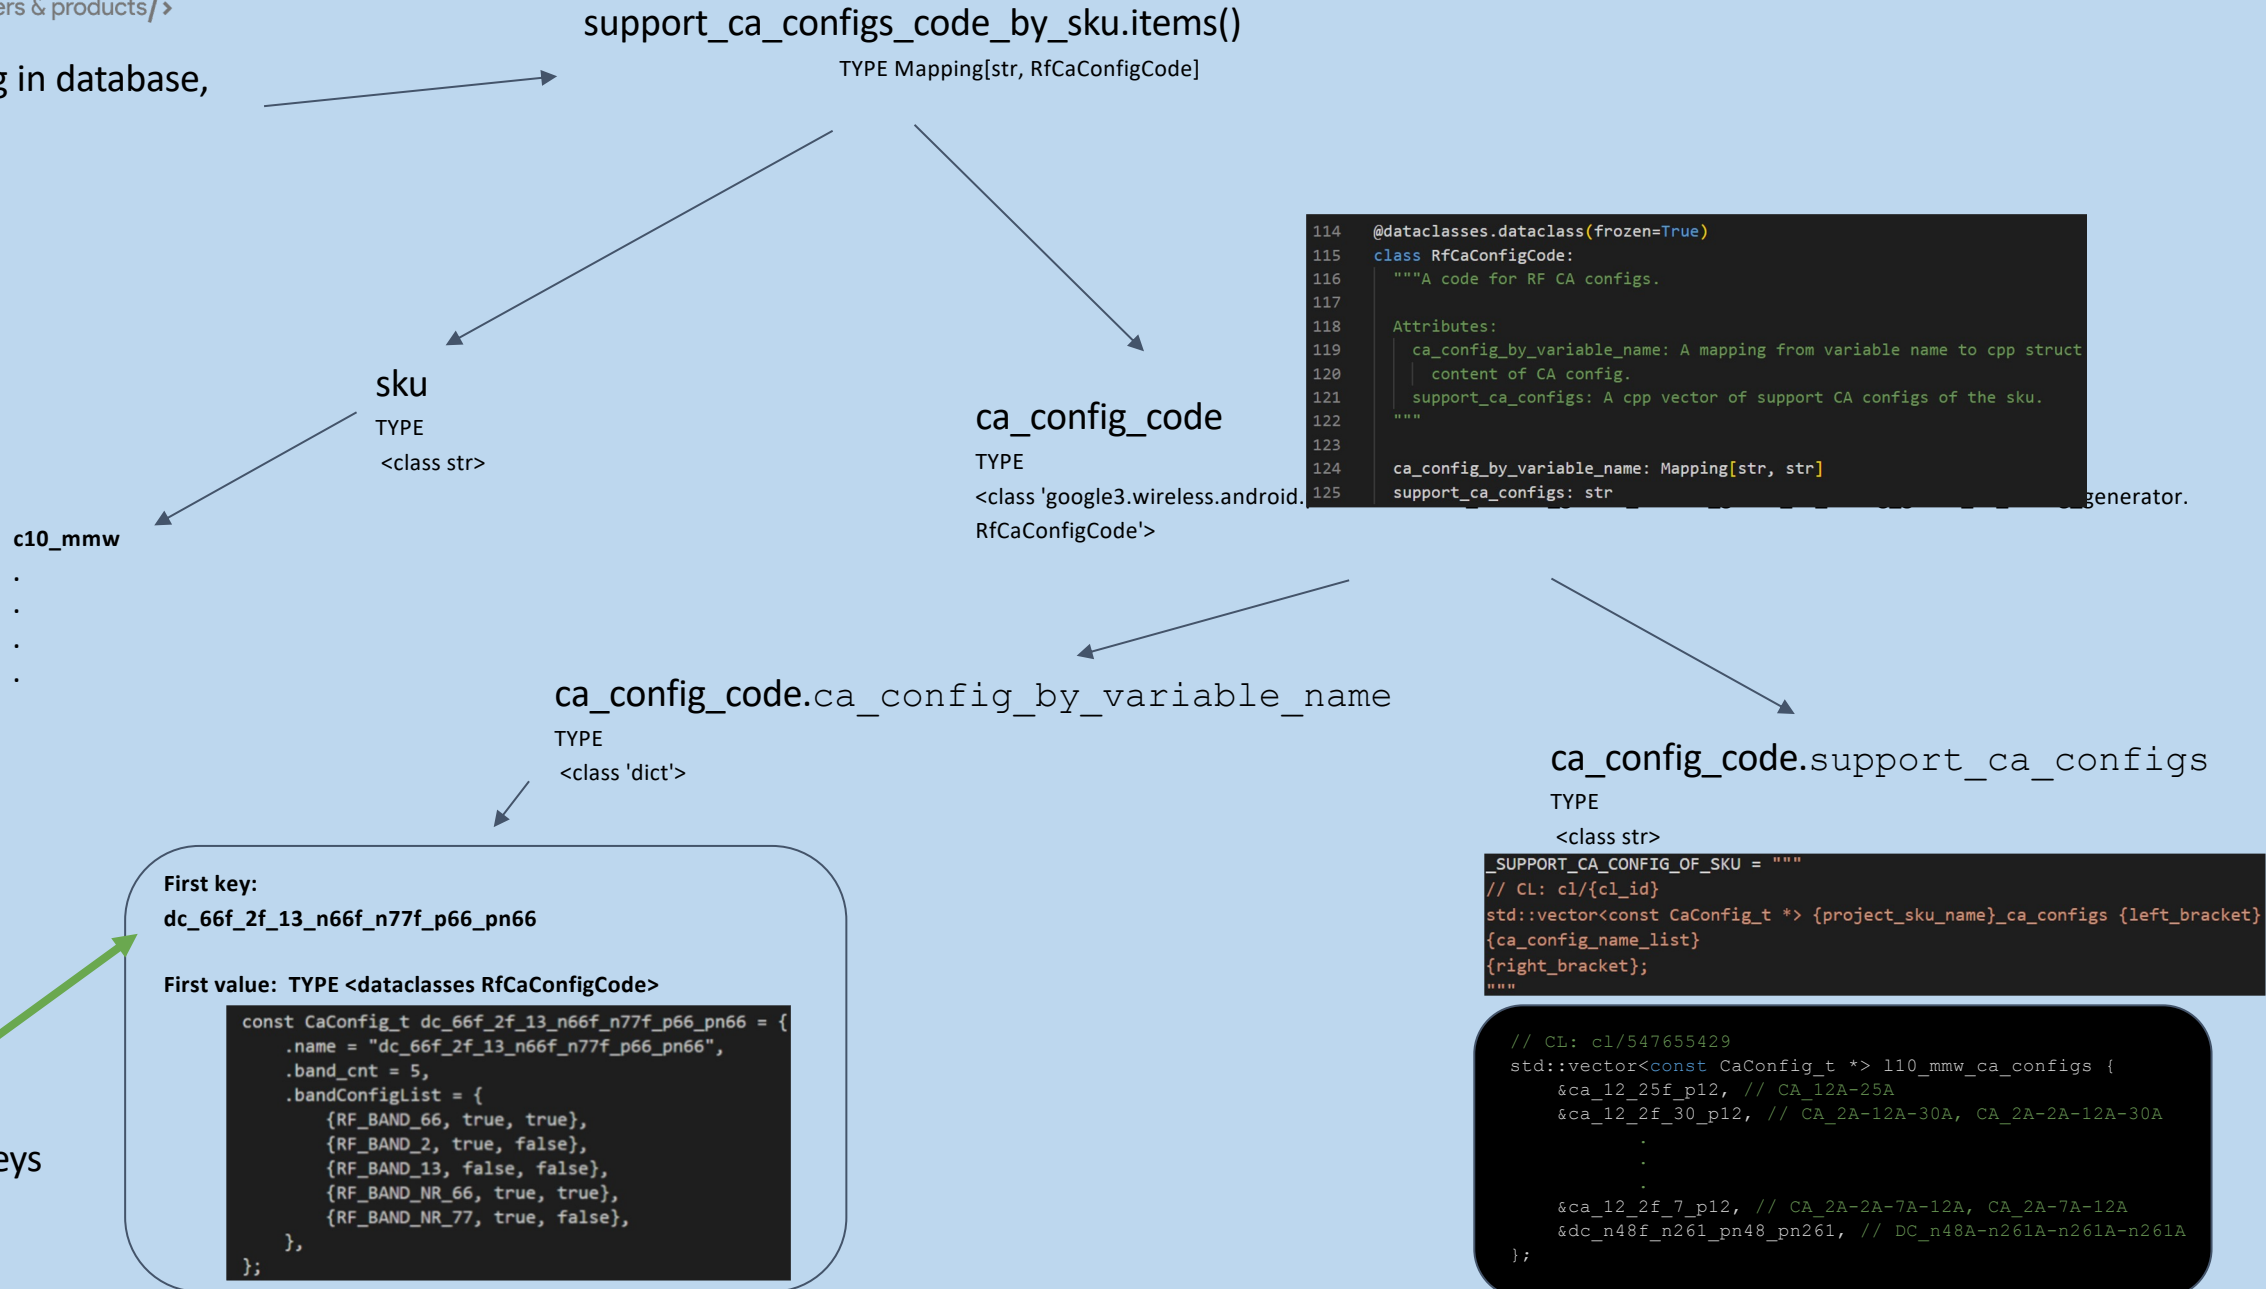 ers & products/>
support_ca_configs_code_by_sku.items()
TYPE Mapping[str, RfCaConfigCode]
g in database,
114 @dataclasses.dataclass(frozen=True)
115 class RfCaConfigCode:
116 """A code for RF CA configs.
117
118 Attributes:
119 ca_config_by_variable_name: A mapping from variable name to cpp struct
120 content of CA config.
121 support_ca_configs: A cpp vector of support CA configs of the sku.
122 """
123
124 ca_config_by_variable_name: Mapping[str, str]
125 support_ca_configs: str
sku
TYPE
<class str>
ca_config_code
TYPE
<class 'google3.wireless.android. generator.
RfCaConfigCode'>
c10_mmw
.
.
.
.
ca_config_code.ca_config_by_variable_name
TYPE
<class 'dict'>
ca_config_code.support_ca_configs
TYPE
<class str>
First key:
dc_66f_2f_13_n66f_n77f_p66_pn66
First value: TYPE <dataclasses RfCaConfigCode>
const CaConfig_t dc_66f_2f_13_n66f_n77f_p66_pn66 = {
.name = "dc_66f_2f_13_n66f_n77f_p66_pn66",
.band_cnt = 5,
.bandConfigList = {
{RF_BAND_66, true, true},
{RF_BAND_2, true, false},
{RF_BAND_13, false, false},
{RF_BAND_NR_66, true, true},
{RF_BAND_NR_77, true, false},
},
};
eys
_SUPPORT_CA_CONFIG_OF_SKU = """
// CL: cl/{cl_id}
std::vector<const CaConfig_t *> {project_sku_name}_ca_configs {left_bracket}
{ca_config_name_list}
{right_bracket};
"""
// CL: cl/547655429
std::vector<const CaConfig_t *> l10_mmw_ca_configs {
&ca_12_25f_p12, // CA_12A-25A
&ca_12_2f_30_p12, // CA_2A-12A-30A, CA_2A-2A-12A-30A
.
.
.
&ca_12_2f_7_p12, // CA_2A-2A-7A-12A, CA_2A-7A-12A
&dc_n48f_n261_pn48_pn261, // DC_n48A-n261A-n261A-n261A
};